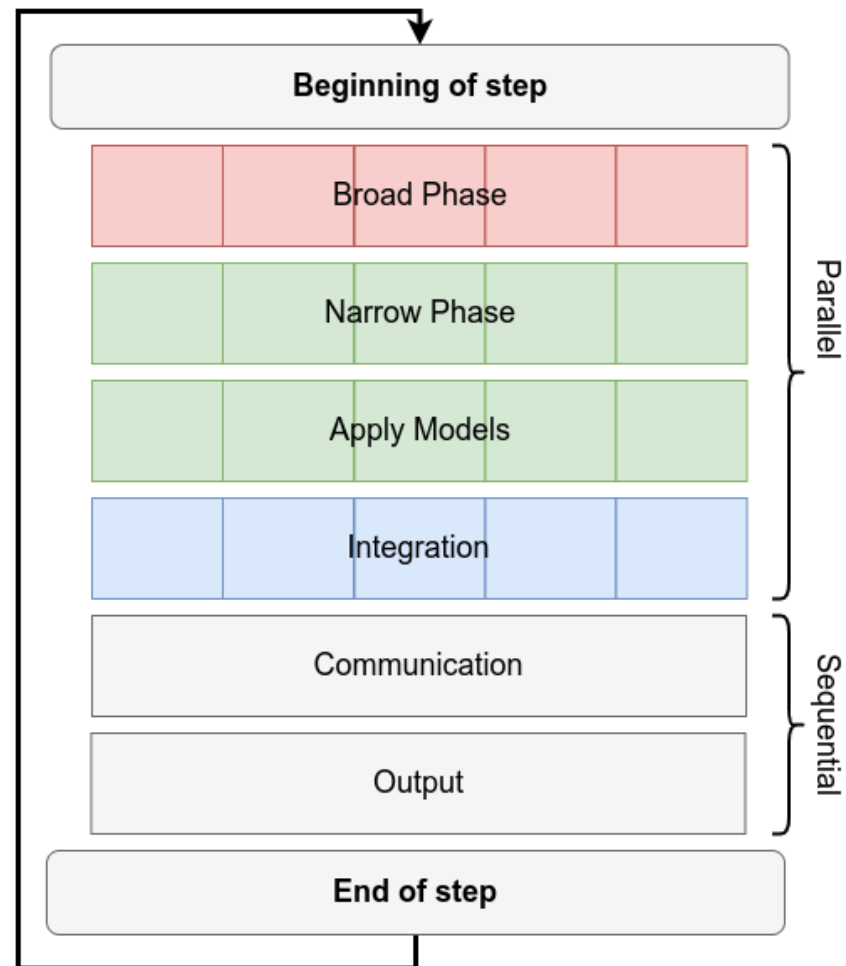 Beginning of step
Broad Phase
Narrow Phase
Apply Models
Integration
Parallel
Communication
Output
Sequential
End of step